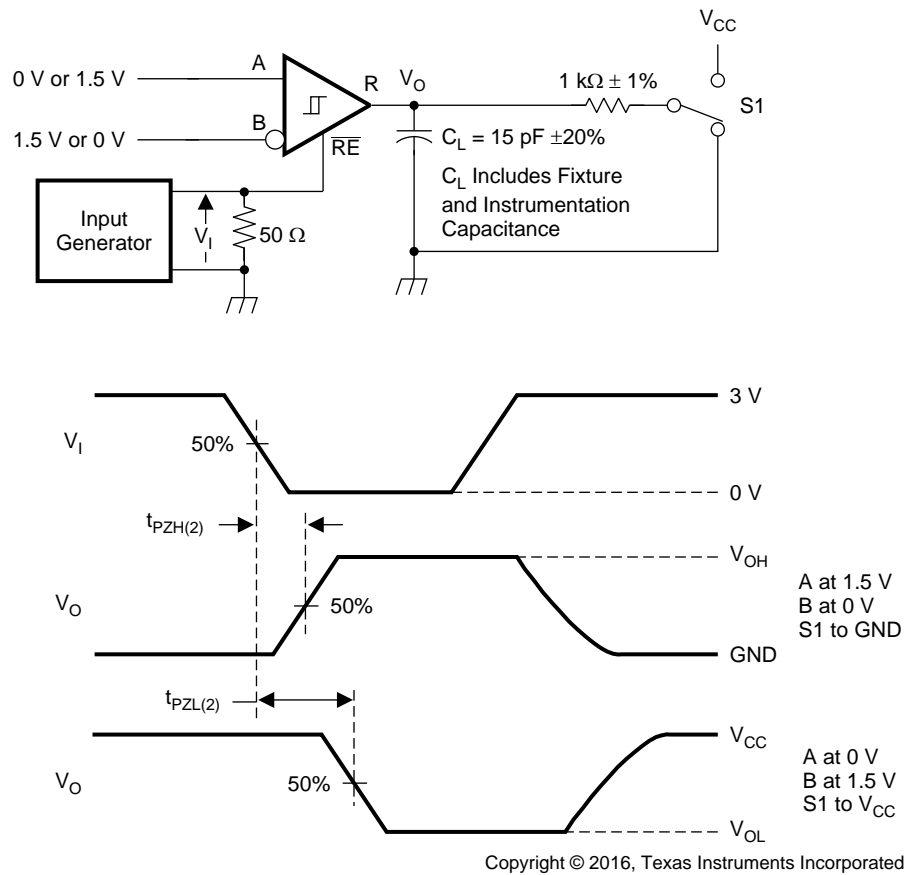 V_CC
0 V or 1.5 V
A
R
V_O
1 kΩ ± 1%
S1
1.5 V or 0 V
B
R̅E̅
C_L = 15 pF ±20%
C_L Includes Fixture
and Instrumentation
Capacitance
Input
Generator
V_I
50 Ω
V_I
50%
3 V
0 V
t_PZH(2)
V_O
50%
V_OH
GND
A at 1.5 V
B at 0 V
S1 to GND
t_PZL(2)
V_O
50%
V_CC
V_OL
A at 0 V
B at 1.5 V
S1 to V_CC
Copyright © 2016, Texas Instruments Incorporated